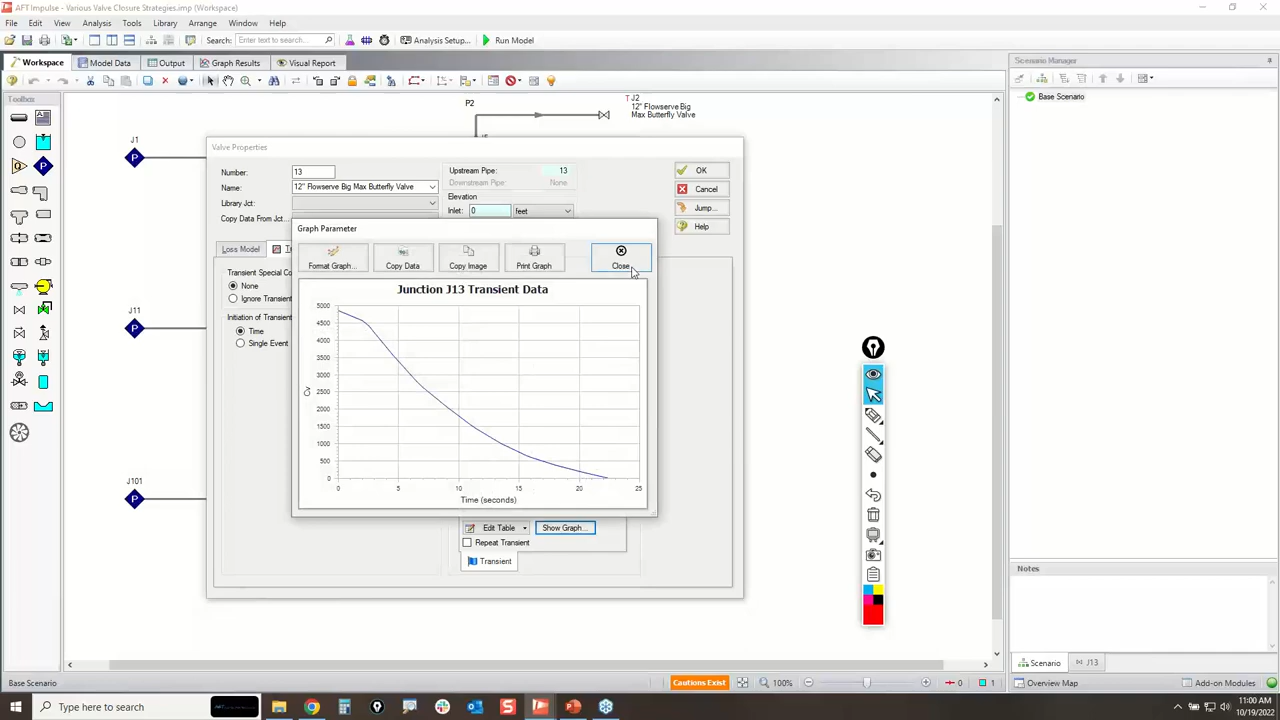 AFT Impulse - Various Valve Closure Strategies.imp (Workspace)
File Edit View Analysis Tools Library Arrange Window Help
Search: Enter text to search... Analysis Setup... Run Model
Workspace Model Data Output Graph Results Visual Report
Scenario Manager
Toolbox
Base Scenario
P2
J2
12" Flowserve Big
Max Butterfly Valve
J1
Valve Properties
Number: 13
Name: 12" Flowserve Big Max Butterfly Valve
Library Jct:
Copy Data From Jct...
Upstream Pipe: 13
Downstream Pipe: None
Elevation
Inlet: 0 feet
OK
Cancel
Jump...
Help
Graph Parameter
Loss Model
Format Graph... Copy Data Copy Image Print Graph Close
Transient Special Co
None
Ignore Transient
Initiation of Transient
Time
Single Event
J11
J101
Junction J13 Transient Data
5000
4500
4000
3500
3000
2500
2000
1500
1000
500
0
Cv
0 5 10 15 20 25
Time (seconds)
Edit Table Show Graph...
Repeat Transient
Transient
Notes
Scenario J13
Base Scenario Cautions Exist 100% 0 1 Overview Map Add-on Modules
Type here to search
11:00 AM
10/19/2022